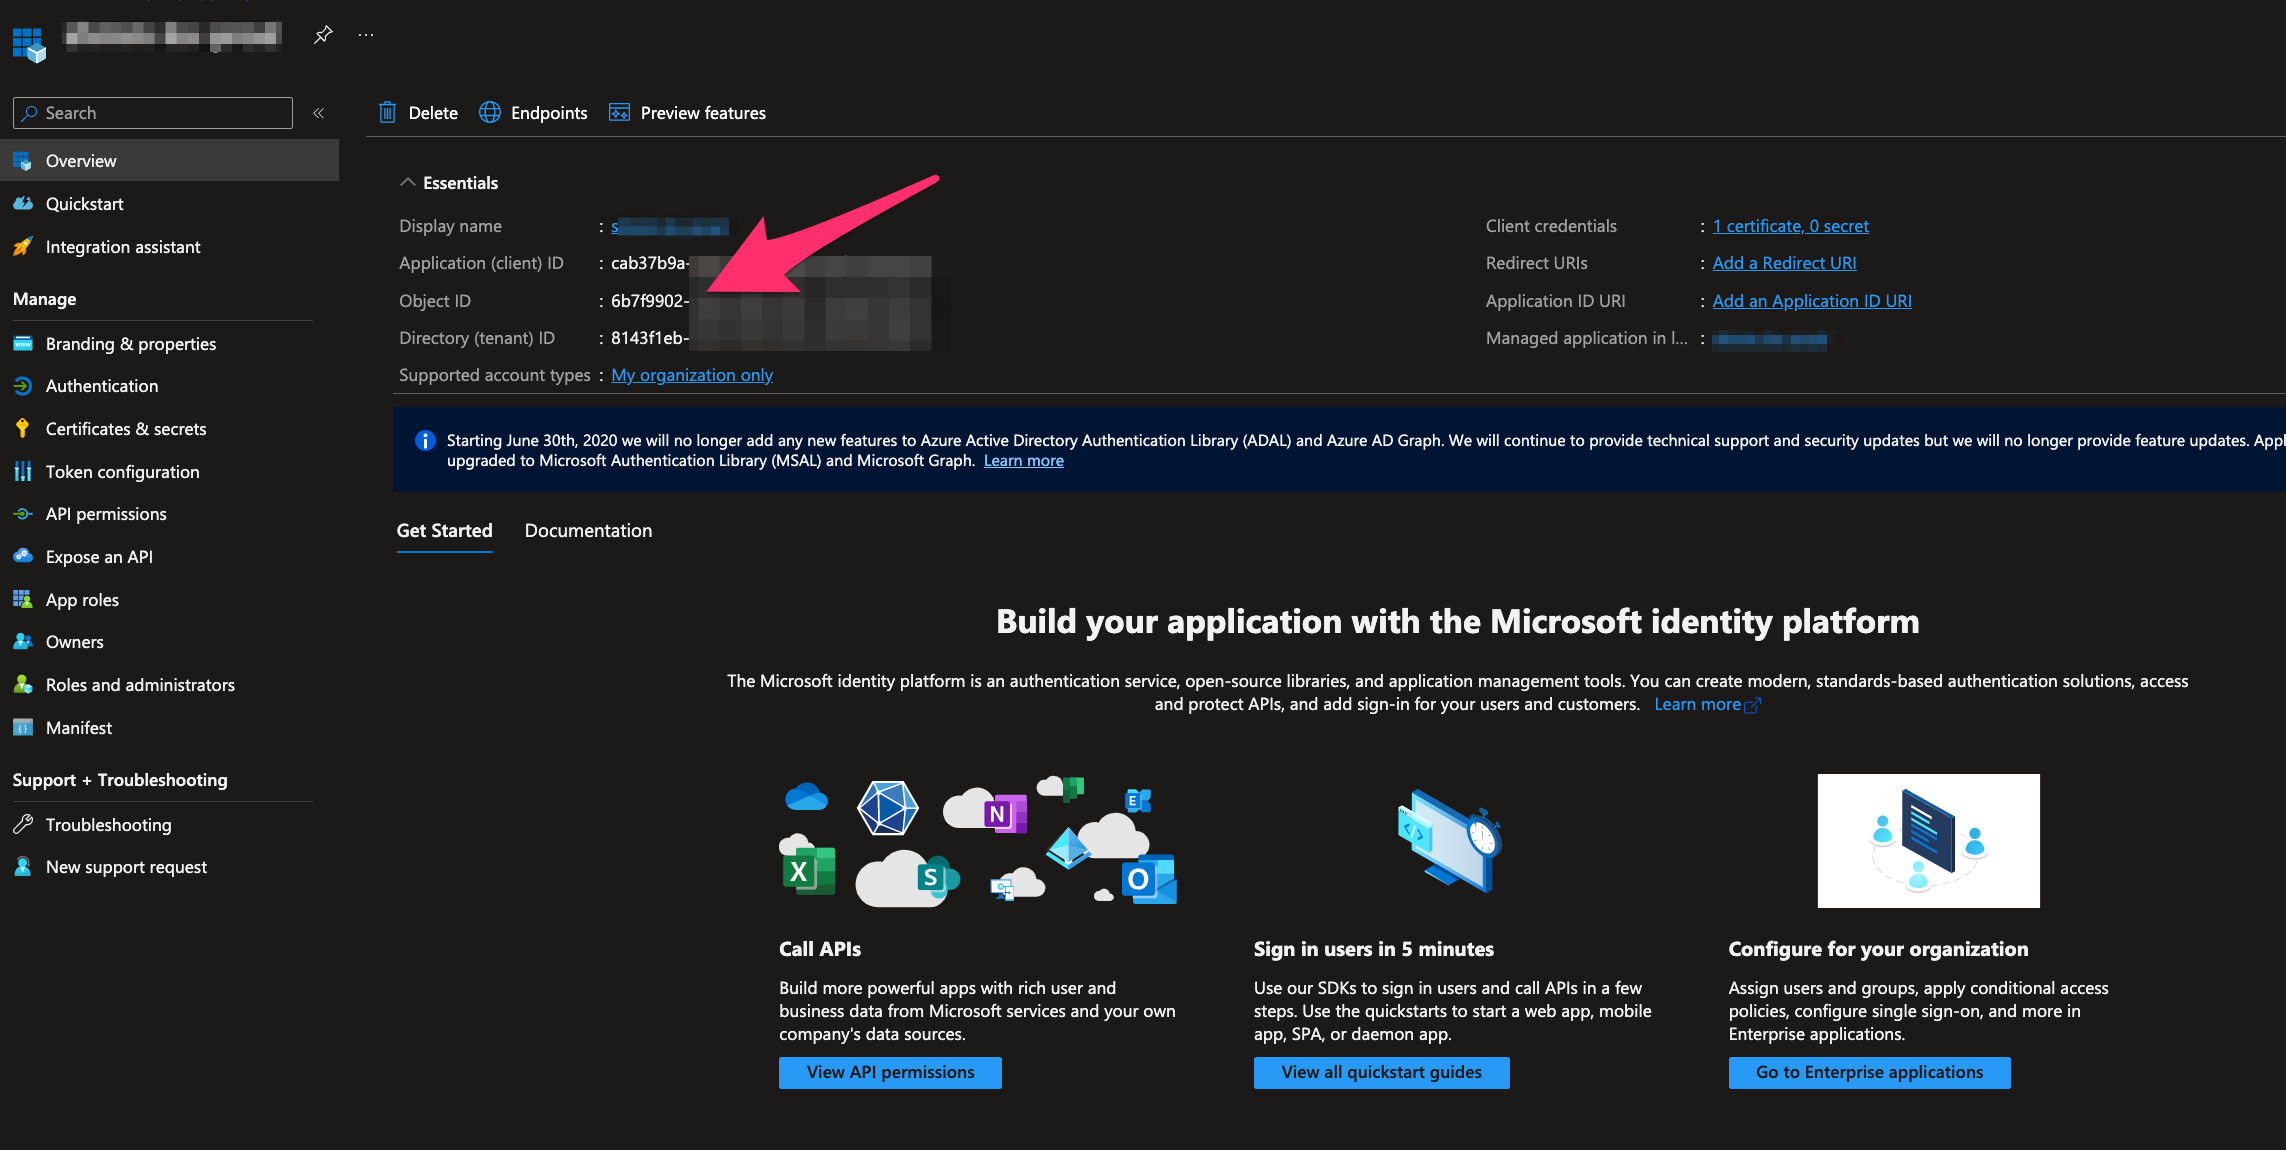 Search
«
Delete
Endpoints
Preview features
Overview
Quickstart
Integration assistant
Manage
Branding & properties
Authentication
Certificates & secrets
Token configuration
API permissions
Expose an API
App roles
Owners
Roles and administrators
Manifest
Support + Troubleshooting
Troubleshooting
New support request
Essentials
Display name : s
Application (client) ID : cab37b9a-
Object ID : 6b7f9902-
Directory (tenant) ID : 8143f1eb-
Supported account types : My organization only
Client credentials : 1 certificate, 0 secret
Redirect URIs : Add a Redirect URI
Application ID URI : Add an Application ID URI
Managed application in l... :
Starting June 30th, 2020 we will no longer add any new features to Azure Active Directory Authentication Library (ADAL) and Azure AD Graph. We will continue to provide technical support and security updates but we will no longer provide feature updates. Appl
upgraded to Microsoft Authentication Library (MSAL) and Microsoft Graph. Learn more
Get Started
Documentation
Build your application with the Microsoft identity platform
The Microsoft identity platform is an authentication service, open-source libraries, and application management tools. You can create modern, standards-based authentication solutions, access
and protect APIs, and add sign-in for your users and customers. Learn more
N
E
X
S
O
Call APIs
Build more powerful apps with rich user and
business data from Microsoft services and your own
company's data sources.
View API permissions
Sign in users in 5 minutes
Use our SDKs to sign in users and call APIs in a few
steps. Use the quickstarts to start a web app, mobile
app, SPA, or daemon app.
View all quickstart guides
Configure for your organization
Assign users and groups, apply conditional access
policies, configure single sign-on, and more in
Enterprise applications.
Go to Enterprise applications